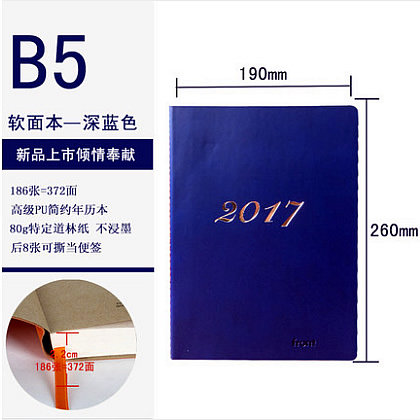 B5
软面本—深蓝色
新品上市倾情奉献
186张=372面
高级PU简约年历本
80g特定道林纸 不浸墨
后8张可撕当便签
2.2cm
186张=372面
190mm
2017
260mm
front